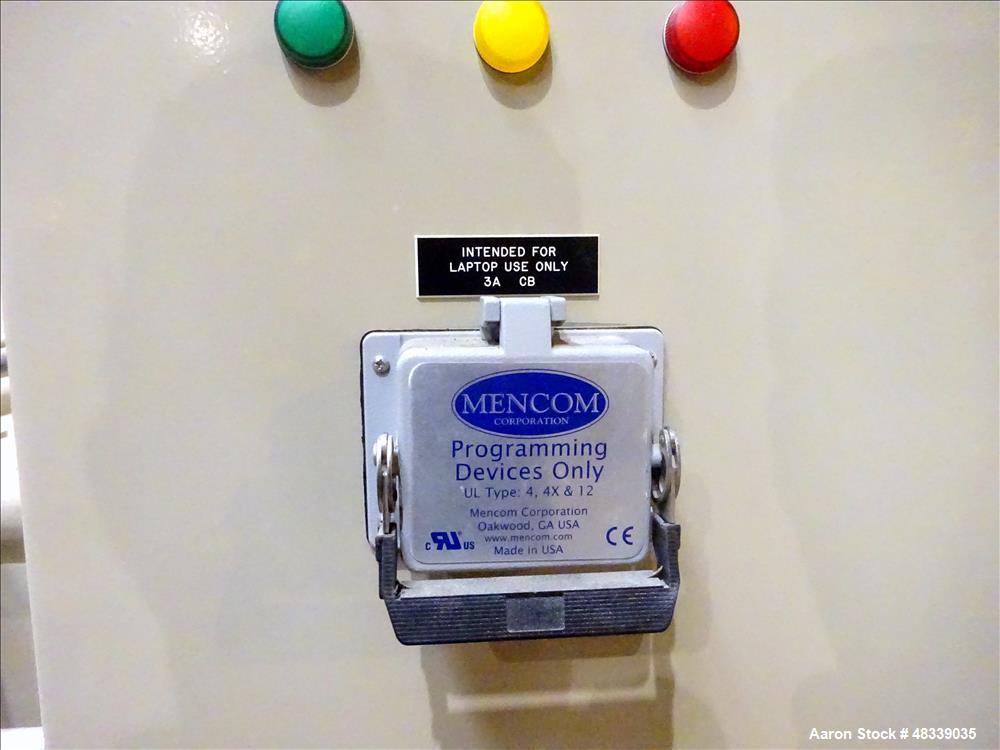 INTENDED FOR
LAPTOP USE ONLY
3A CB
MENCOM
CORPORATION
Programming
Devices Only
UL Type: 4, 4X & 12
Mencom Corporation
Oakwood, GA USA
www.mencom.com
Made in USA
c RU US
CE
Aaron Stock # 48339035